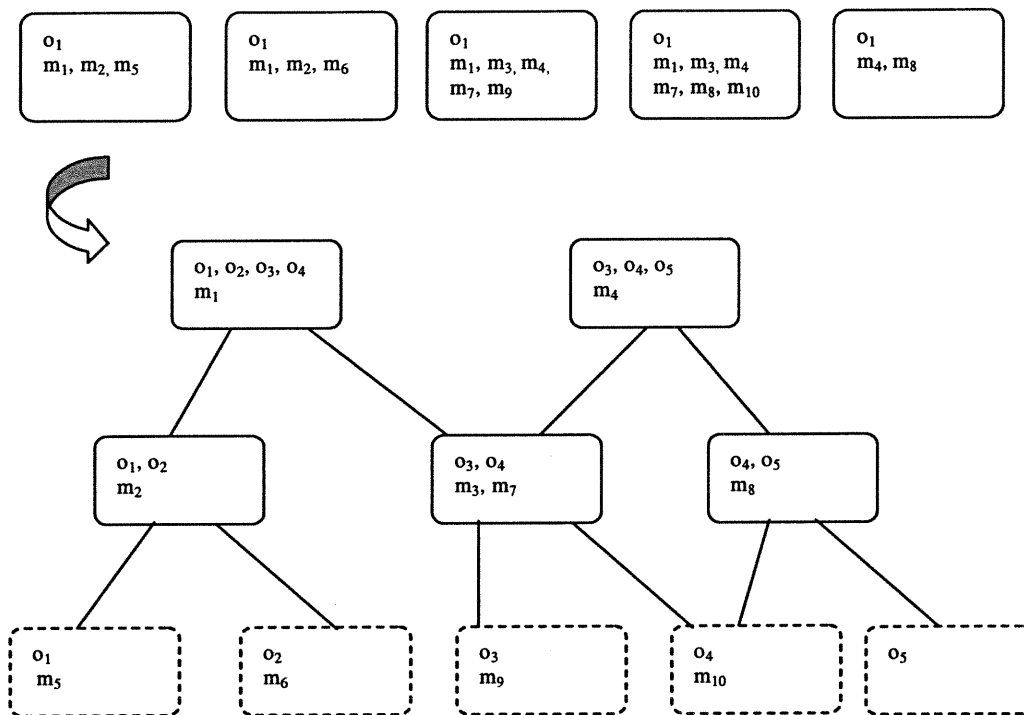 o₁
m₁, m₂, m₅
o₁
m₁, m₂, m₆
o₁
m₁, m₃, m₄,
m₇, m₉
o₁
m₁, m₃, m₄
m₇, m₈, m₁₀
o₁
m₄, m₈
o₁, o₂, o₃, o₄
m₁
o₃, o₄, o₅
m₄
o₁, o₂
m₂
o₃, o₄
m₃, m₇
o₄, o₅
m₈
o₁
m₅
o₂
m₆
o₃
m₉
o₄
m₁₀
o₅